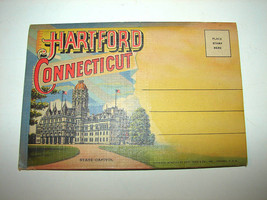 HARTFORD
CONNECTICUT
PLACE
STAMP
HERE
STATE CAPITOL